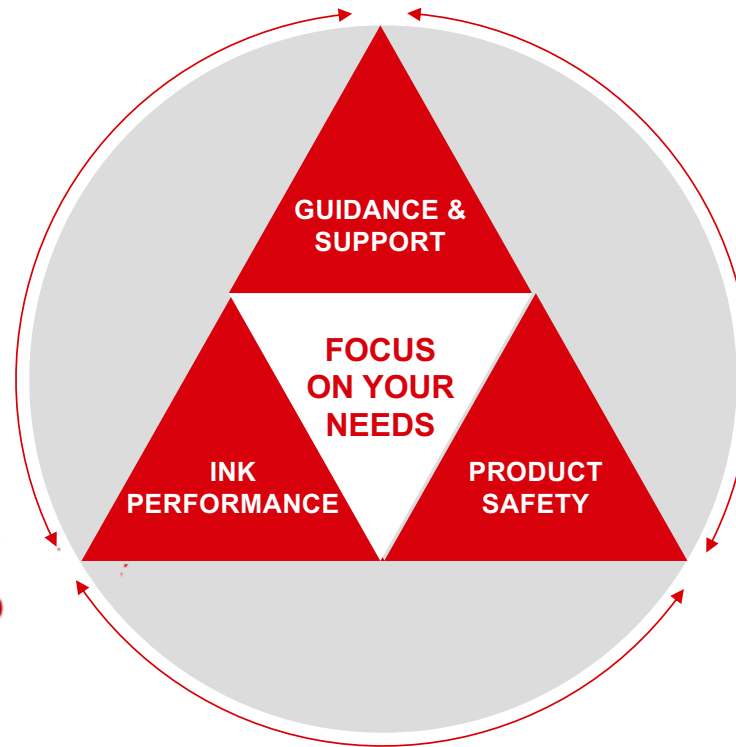 GUIDANCE &
SUPPORT
FOCUS
ON YOUR
NEEDS
INK
PERFORMANCE
PRODUCT
SAFETY